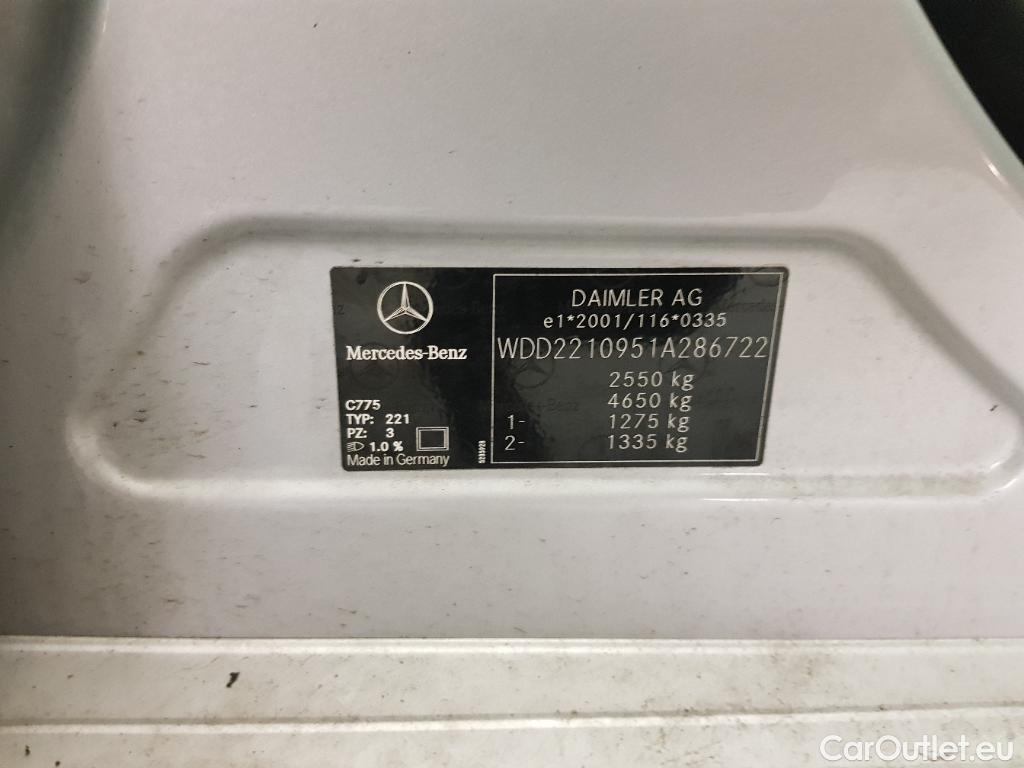 Mercedes-Benz
C775
TYP: 221
PZ: 3
1.0 %
Made in Germany
DAIMLER AG
e1*2001/116*0335
WDD2210951A286722
2550 kg
4650 kg
1- 1275 kg
2- 1335 kg
CarOutlet.eu